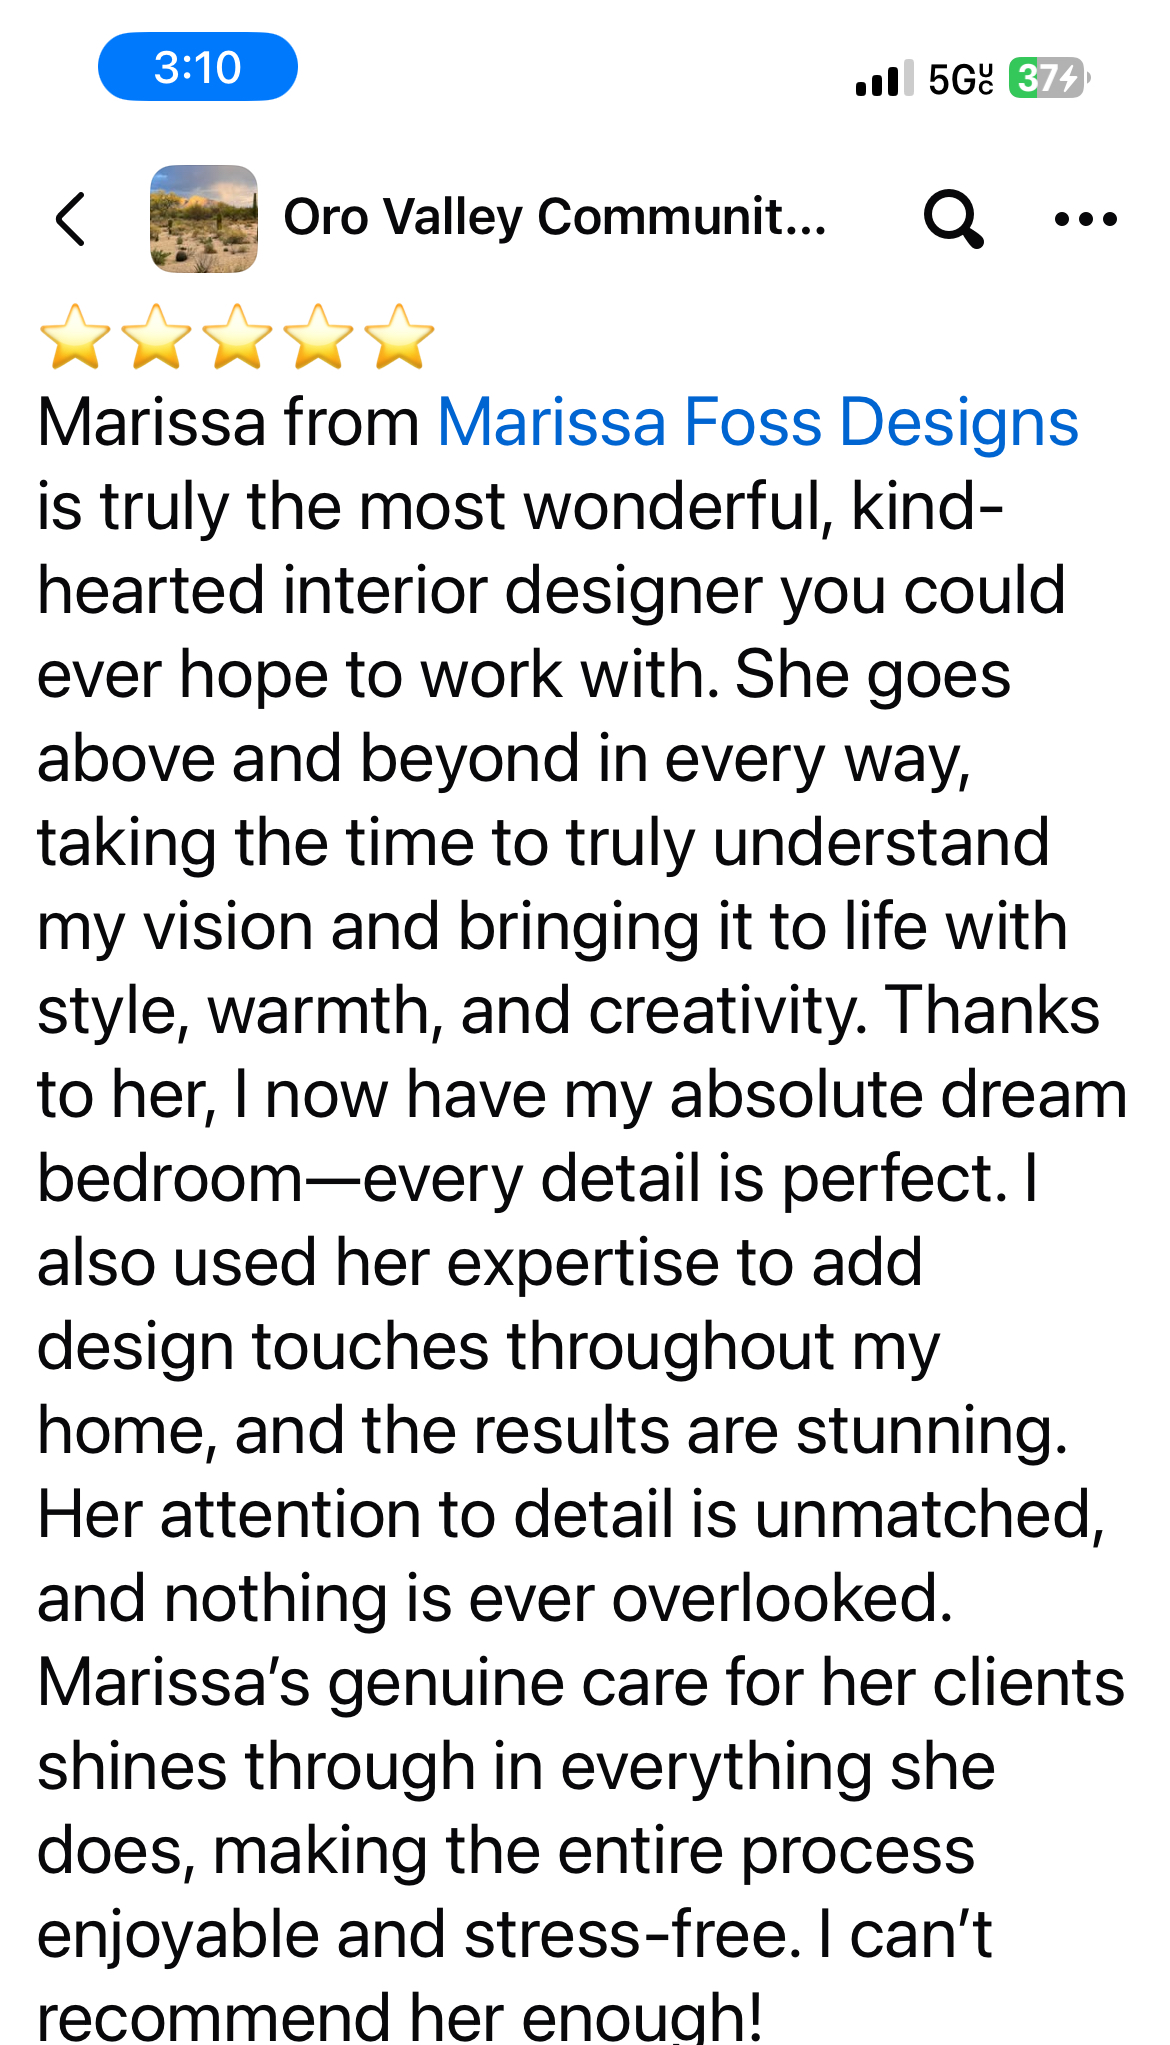 3:10
5G UC
37
Oro Valley Communit...
⭐⭐⭐⭐⭐
Marissa from Marissa Foss Designs
is truly the most wonderful, kind-
hearted interior designer you could
ever hope to work with. She goes
above and beyond in every way,
taking the time to truly understand
my vision and bringing it to life with
style, warmth, and creativity. Thanks
to her, I now have my absolute dream
bedroom—every detail is perfect. I
also used her expertise to add
design touches throughout my
home, and the results are stunning.
Her attention to detail is unmatched,
and nothing is ever overlooked.
Marissa’s genuine care for her clients
shines through in everything she
does, making the entire process
enjoyable and stress-free. I can’t
recommend her enough!